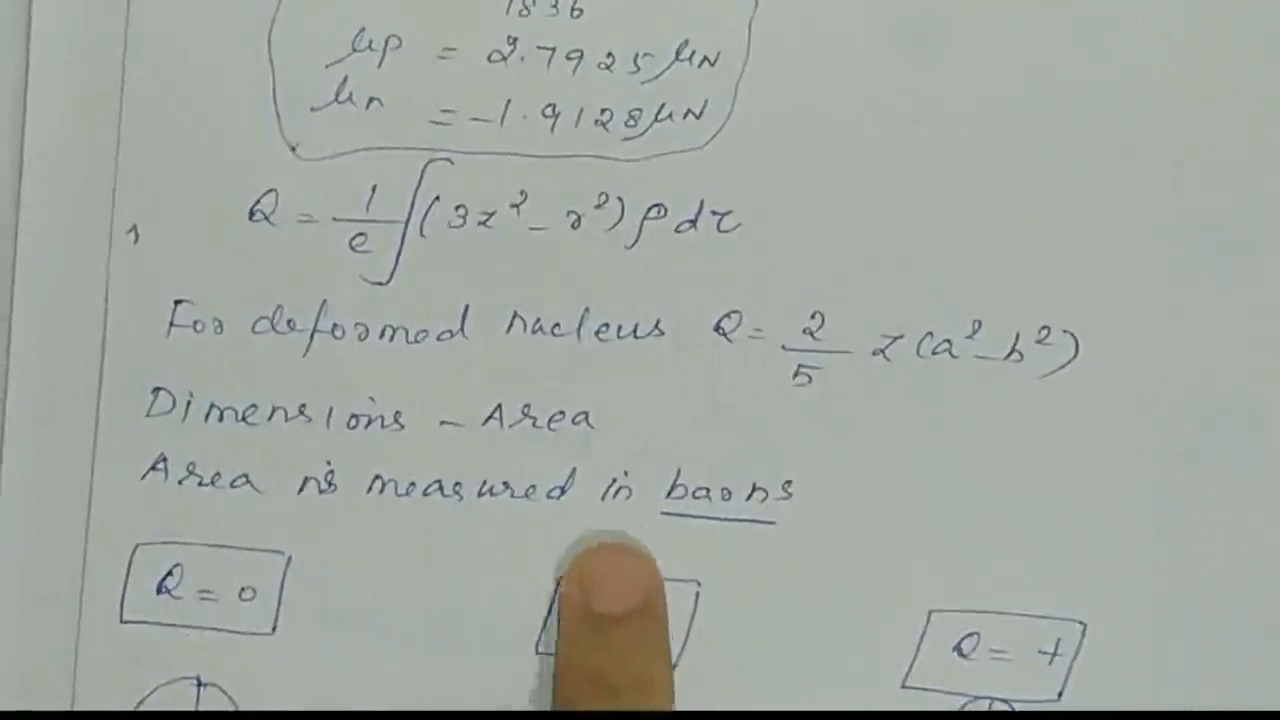 1836
μp = 2.7925 μN
μn = -1.9128 μN
Q = 1/e ∫(3z² - r²) ρ dτ
For deformed nucleus Q = 2/5 Z (a² - b²)
Dimensions - Area
Area is measured in barns
Q = 0
Q = +